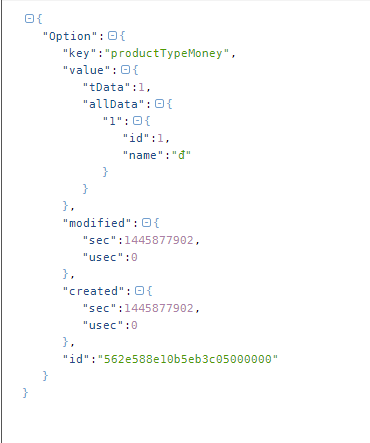 {
"Option":{
"key":"productTypeMoney",
"value":{
"tData":1,
"allData":{
"1":{
"id":1,
"name":"đ"
}
}
},
"modified":{
"sec":1445877902,
"usec":0
},
"created":{
"sec":1445877902,
"usec":0
},
"id":"562e588e10b5eb3c05000000"
}
}